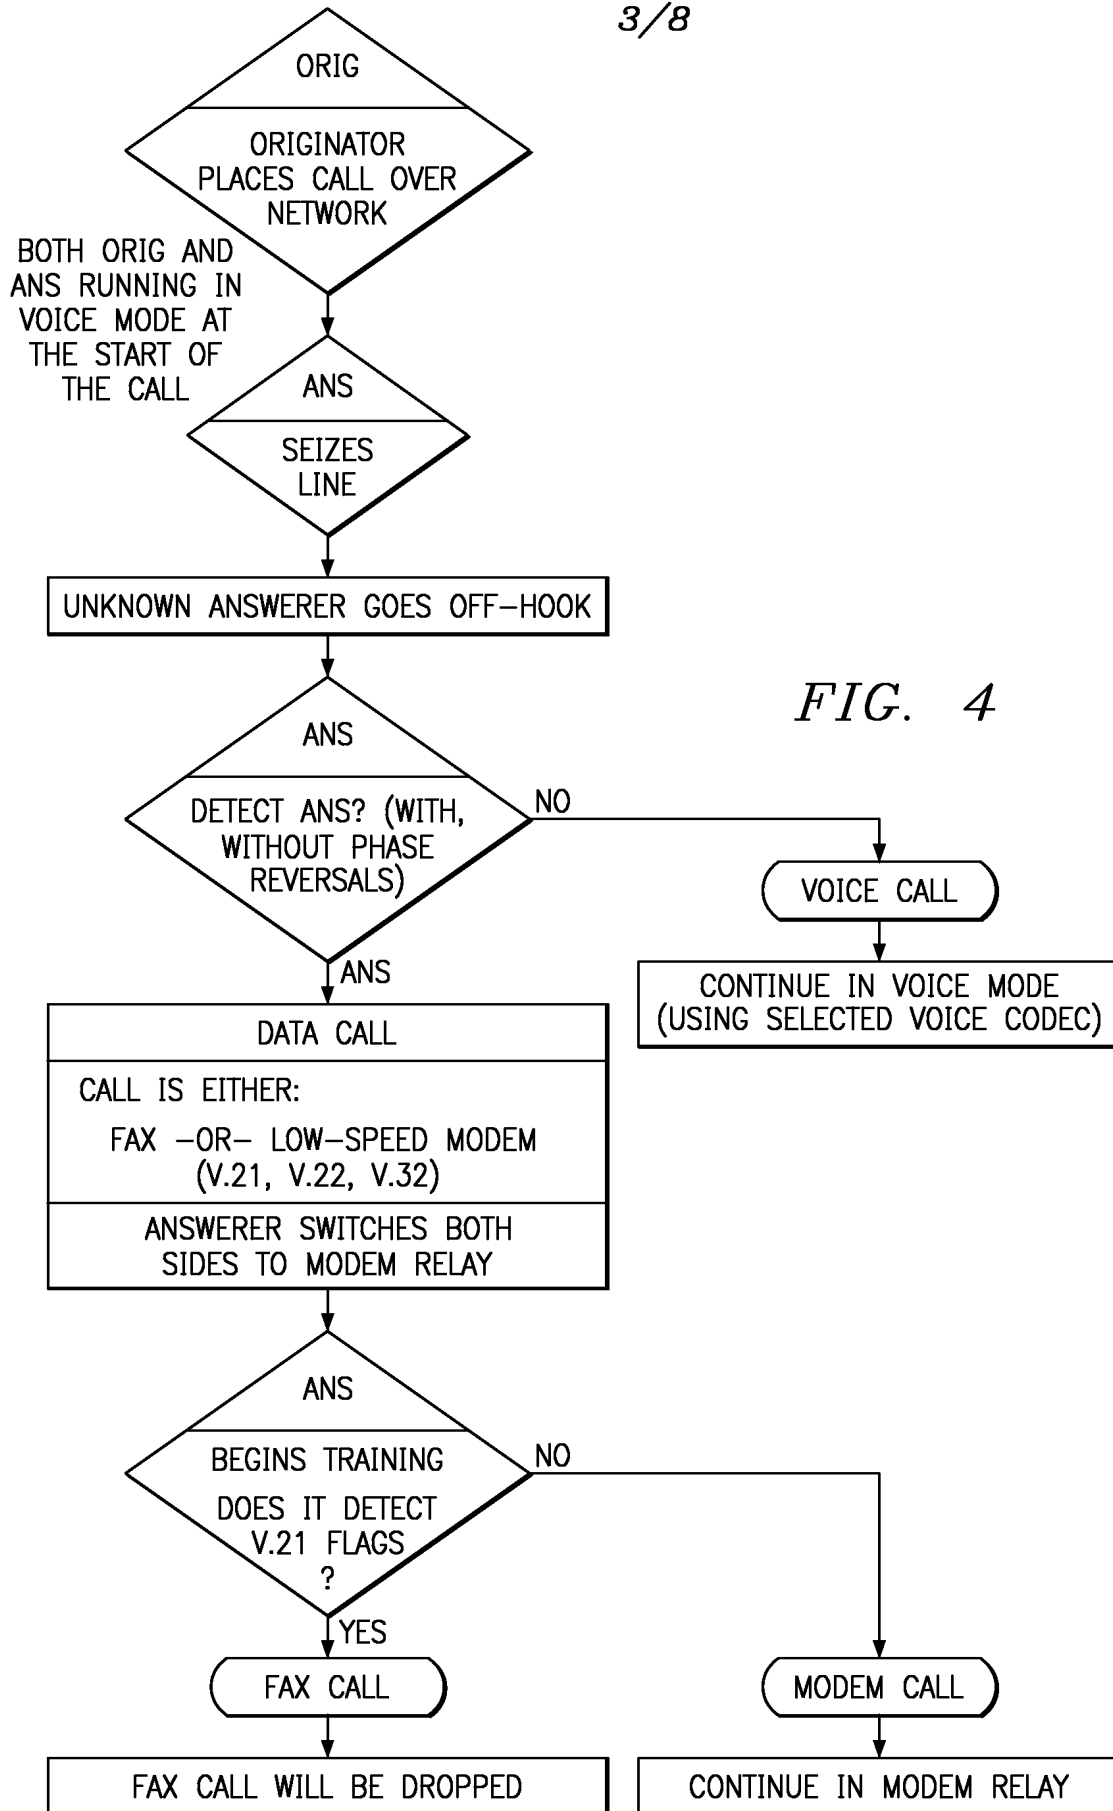 3/8
ORIG
ORIGINATOR
PLACES CALL OVER
NETWORK
BOTH ORIG AND
ANS RUNNING IN
VOICE MODE AT
THE START OF
THE CALL
ANS
SEIZES
LINE
UNKNOWN ANSWERER GOES OFF-HOOK
FIG. 4
ANS
DETECT ANS? (WITH,
WITHOUT PHASE
REVERSALS)
NO
VOICE CALL
CONTINUE IN VOICE MODE
(USING SELECTED VOICE CODEC)
ANS
DATA CALL
CALL IS EITHER:
FAX -OR- LOW-SPEED MODEM
(V.21, V.22, V.32)
ANSWERER SWITCHES BOTH
SIDES TO MODEM RELAY
ANS
BEGINS TRAINING
DOES IT DETECT
V.21 FLAGS
?
NO
YES
FAX CALL
MODEM CALL
FAX CALL WILL BE DROPPED
CONTINUE IN MODEM RELAY